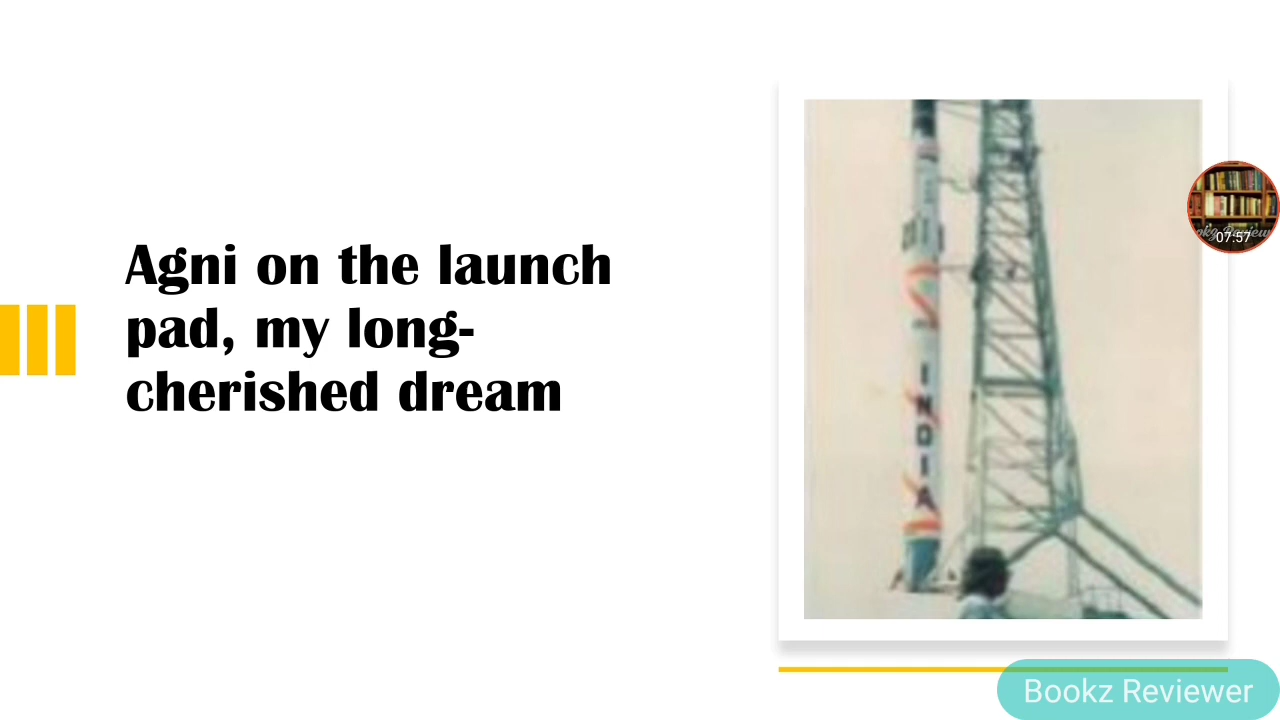 Agni on the launch
pad, my long-
cherished dream
INDIA
07:57
Bookz Reviewer